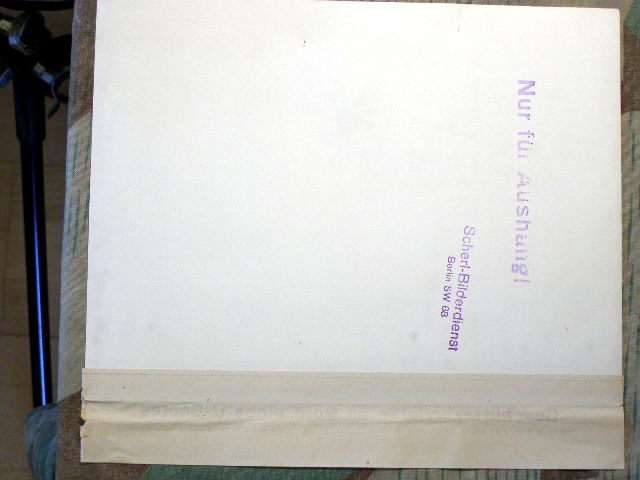 Nur für Aushang!
Scherl-Bilderdienst
Berlin SW 68